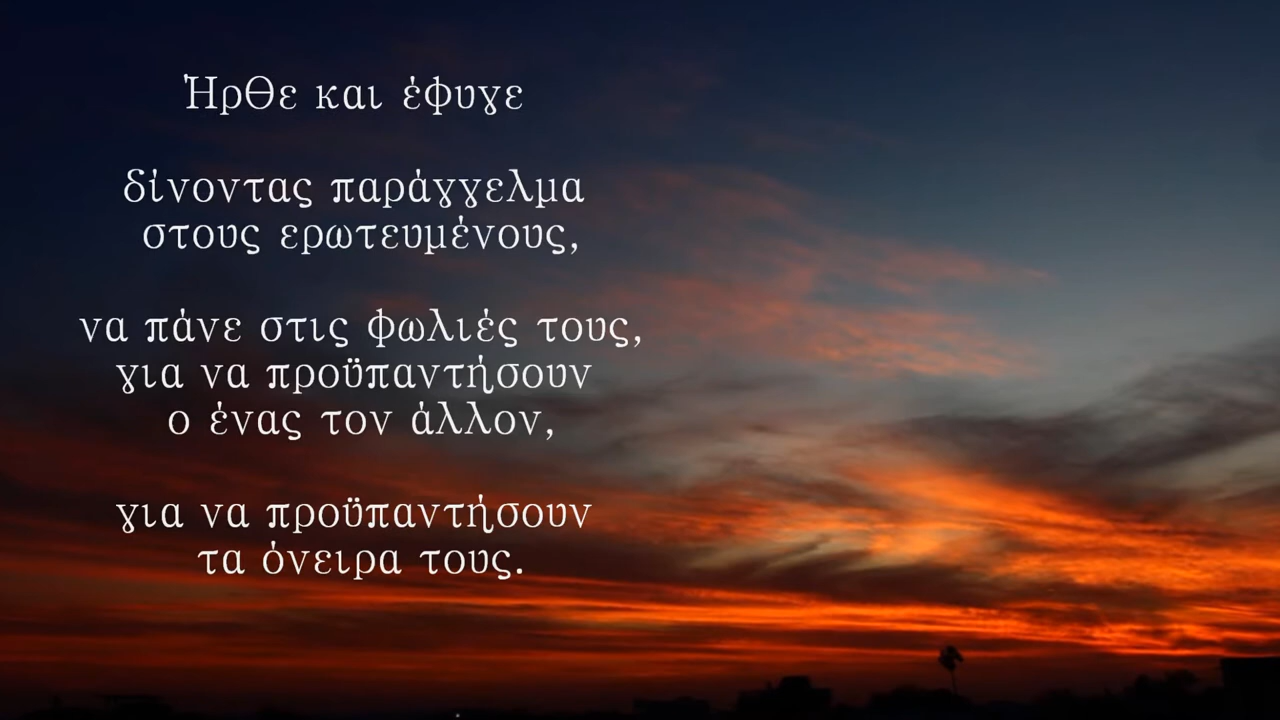 Ήρθε και έφυγε
δίνοντας παράγγελμα
στους ερωτευμένους,
να πάνε στις φωλιές τους,
για να προϋπαντήσουν
ο ένας τον άλλον,
για να προϋπαντήσουν
τα όνειρα τους.